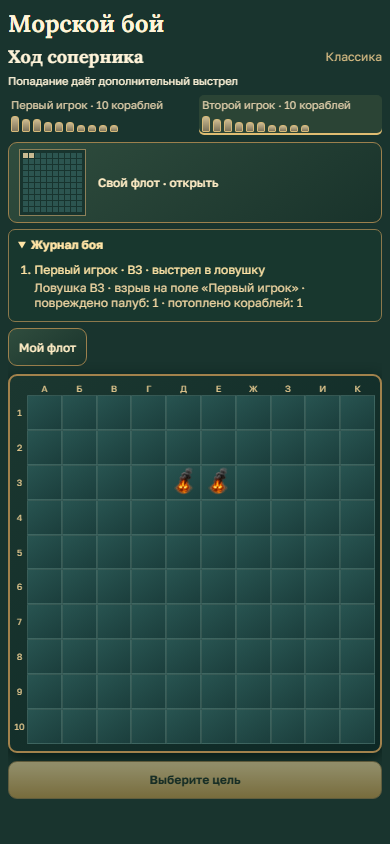 Морской бой
Ход соперника
Классика
Попадание даёт дополнительный выстрел
Первый игрок · 10 кораблей
Второй игрок · 10 кораблей
Свой флот · открыть
▼ Журнал боя
1. Первый игрок · В3 · выстрел в ловушку
Ловушка В3 · взрыв на поле «Первый игрок» ·
повреждено палуб: 1 · потоплено кораблей: 1
Мой флот
А Б В Г Д Е Ж З И К
1
2
3
4
5
6
7
8
9
10
Выберите цель